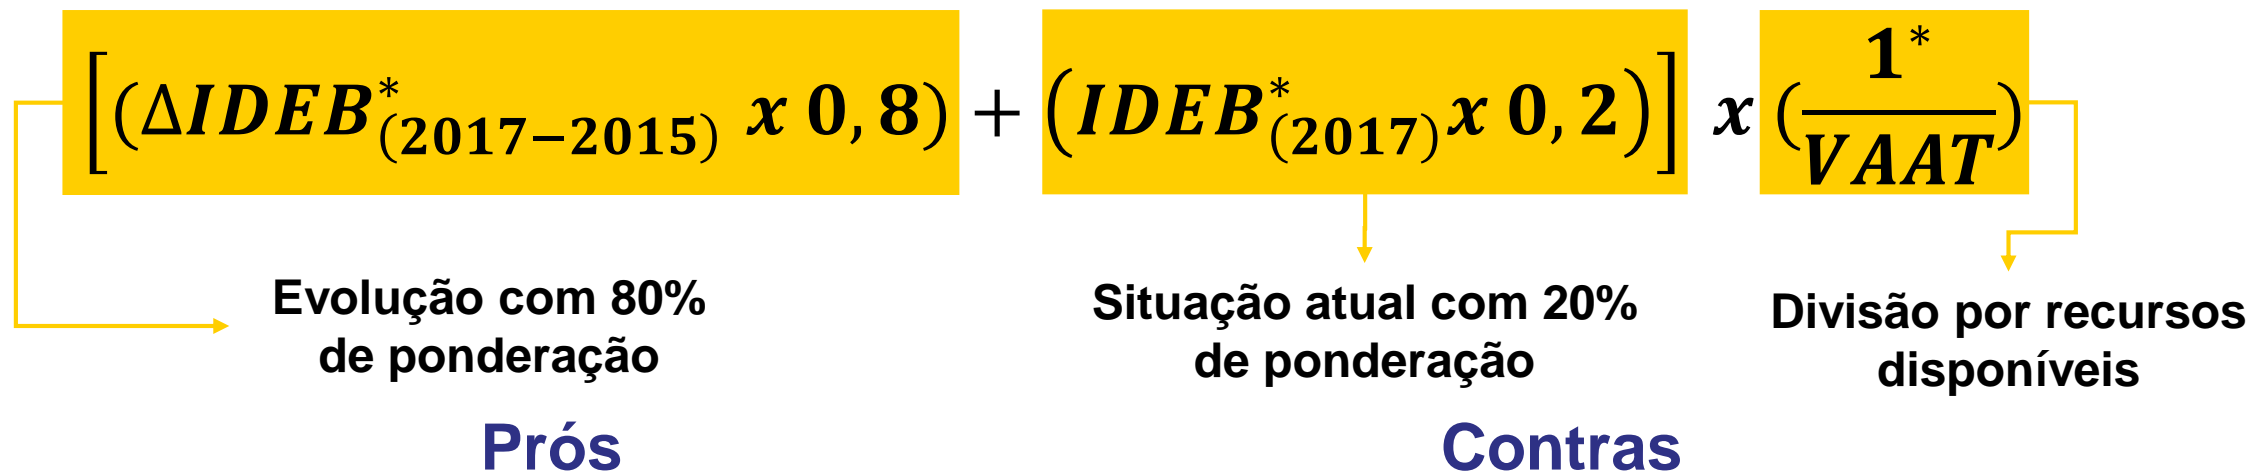 [(ΔIDEB*(2017−2015) x 0,8) + (IDEB*(2017) x 0,2)] x (1*/VAAT)
Evolução com 80%
de ponderação
Situação atual com 20%
de ponderação
Divisão por recursos
disponíveis
Prós
Contras